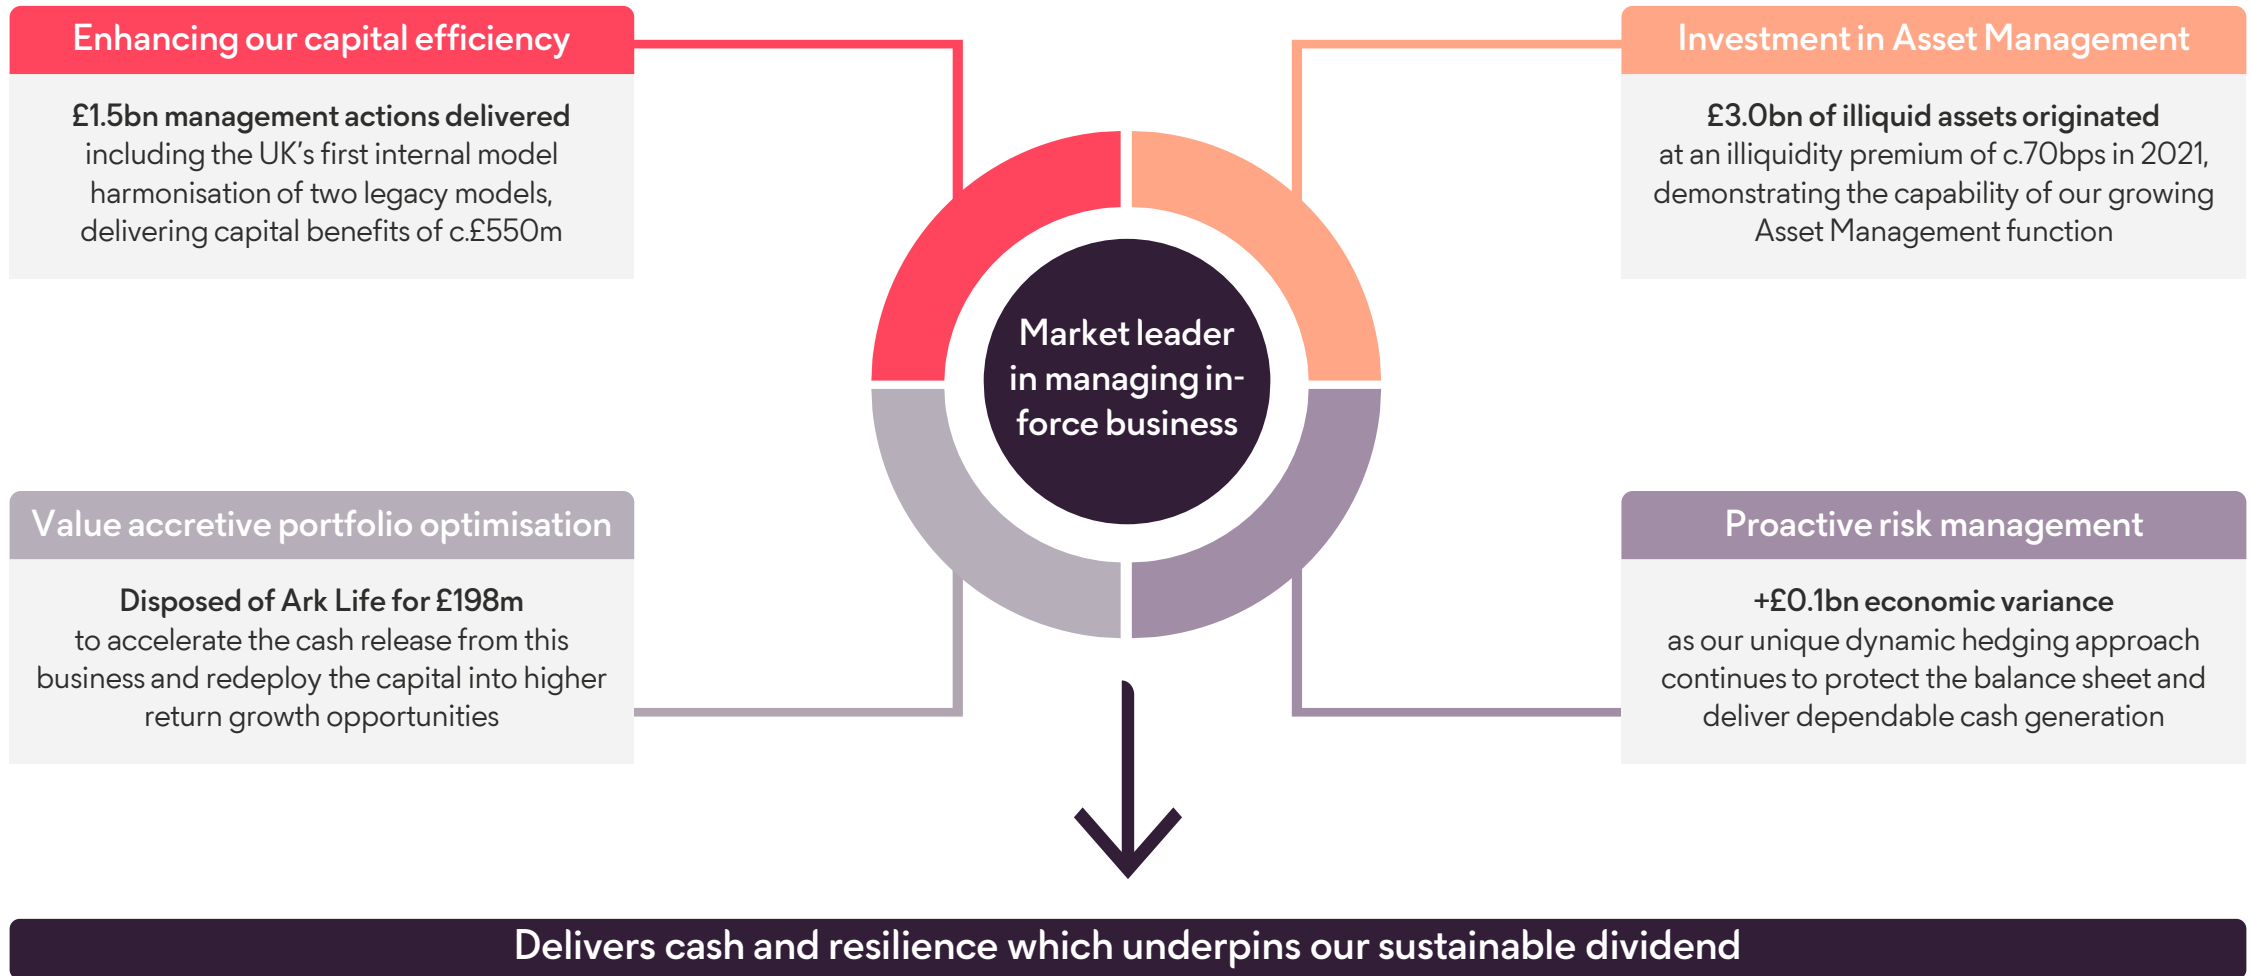 Enhancing our capital efficiency
£1.5bn management actions delivered
including the UK's first internal model
harmonisation of two legacy models,
delivering capital benefits of c.£550m
Investment in Asset Management
£3.0bn of illiquid assets originated
at an illiquidity premium of c.70bps in 2021,
demonstrating the capability of our growing
Asset Management function
Market leader
in managing in-
force business
Value accretive portfolio optimisation
Disposed of Ark Life for £198m
to accelerate the cash release from this
business and redeploy the capital into higher
return growth opportunities
Proactive risk management
+£0.1bn economic variance
as our unique dynamic hedging approach
continues to protect the balance sheet and
deliver dependable cash generation
Delivers cash and resilience which underpins our sustainable dividend